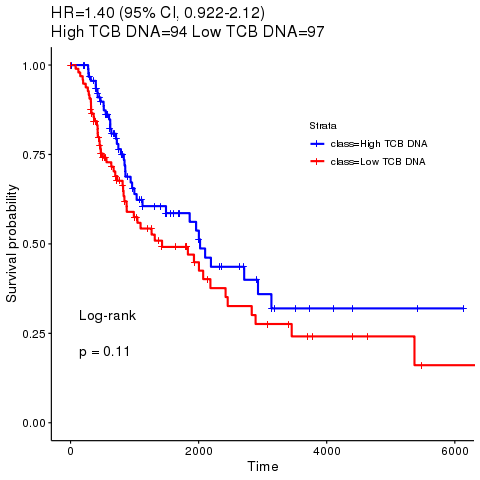 HR=1.40 (95% CI, 0.922-2.12)
High TCB DNA=94 Low TCB DNA=97
1.00
0.75
0.50
0.25
0.00
Survival probability
Strata
class=High TCB DNA
class=Low TCB DNA
Log-rank
p = 0.11
0 2000 4000 6000
Time